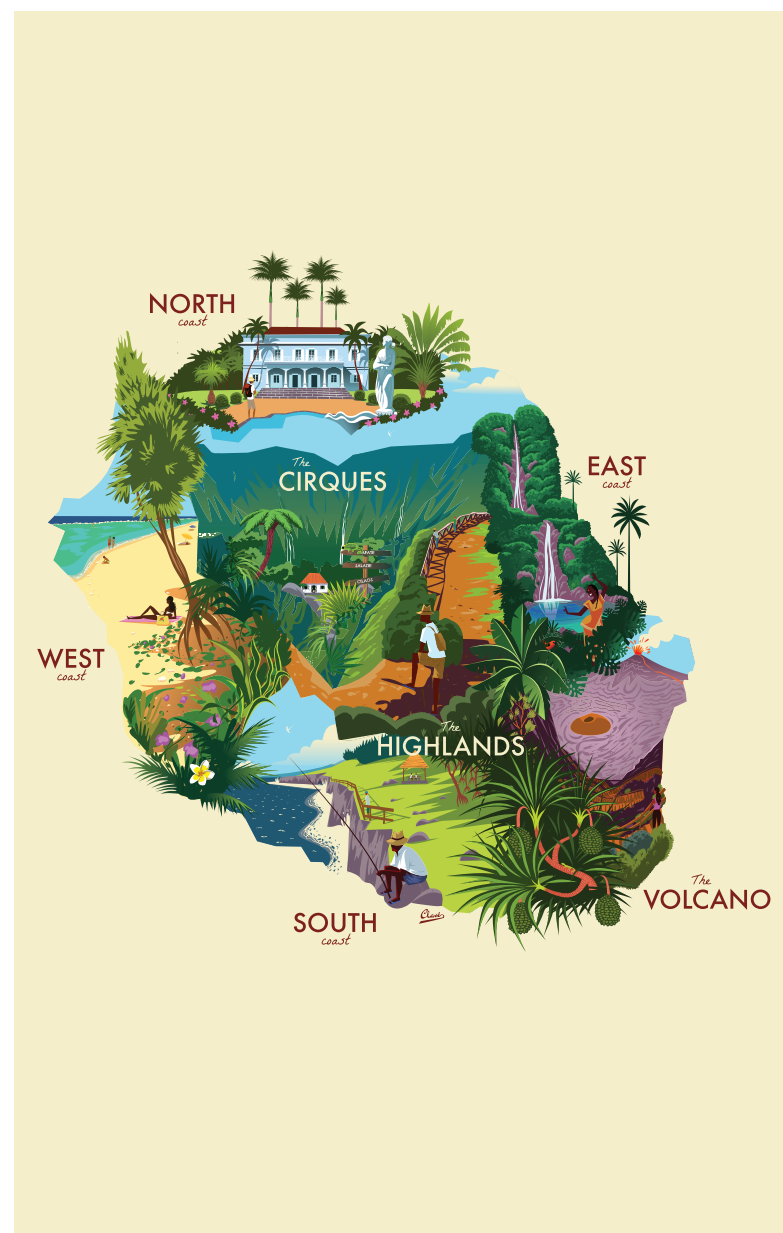 NORTH
coast
The
CIRQUES
EAST
coast
WEST
coast
The
HIGHLANDS
The
VOLCANO
SOUTH
coast